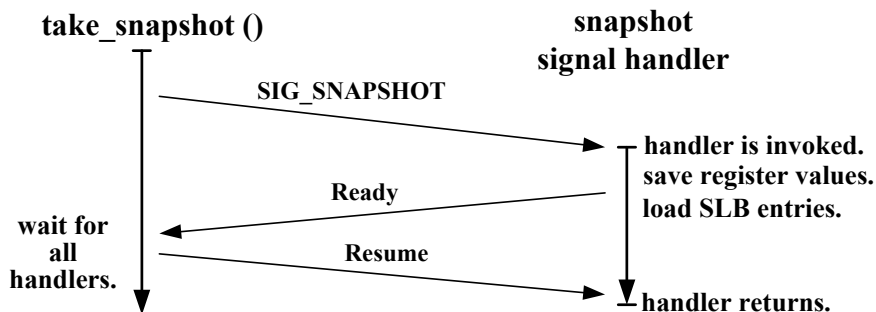 take_snapshot ()
snapshot
signal handler
SIG_SNAPSHOT
handler is invoked.
save register values.
load SLB entries.
Ready
wait for
all
handlers.
Resume
handler returns.